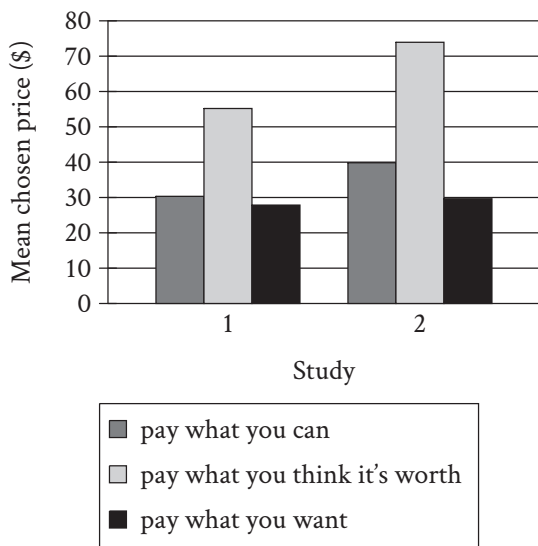 80
70
60
50
40
30
20
10
0
Mean chosen price ($)
1 2
Study
pay what you can
pay what you think it's worth
pay what you want